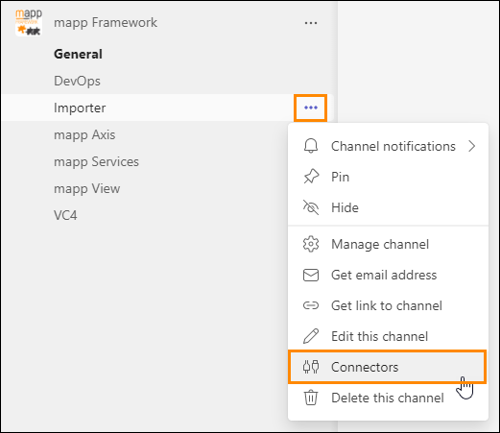 mapp
mapp Framework
General
DevOps
Importer
mapp Axis
mapp Services
mapp View
VC4
Channel notifications
Pin
Hide
Manage channel
Get email address
Get link to channel
Edit this channel
Connectors
Delete this channel